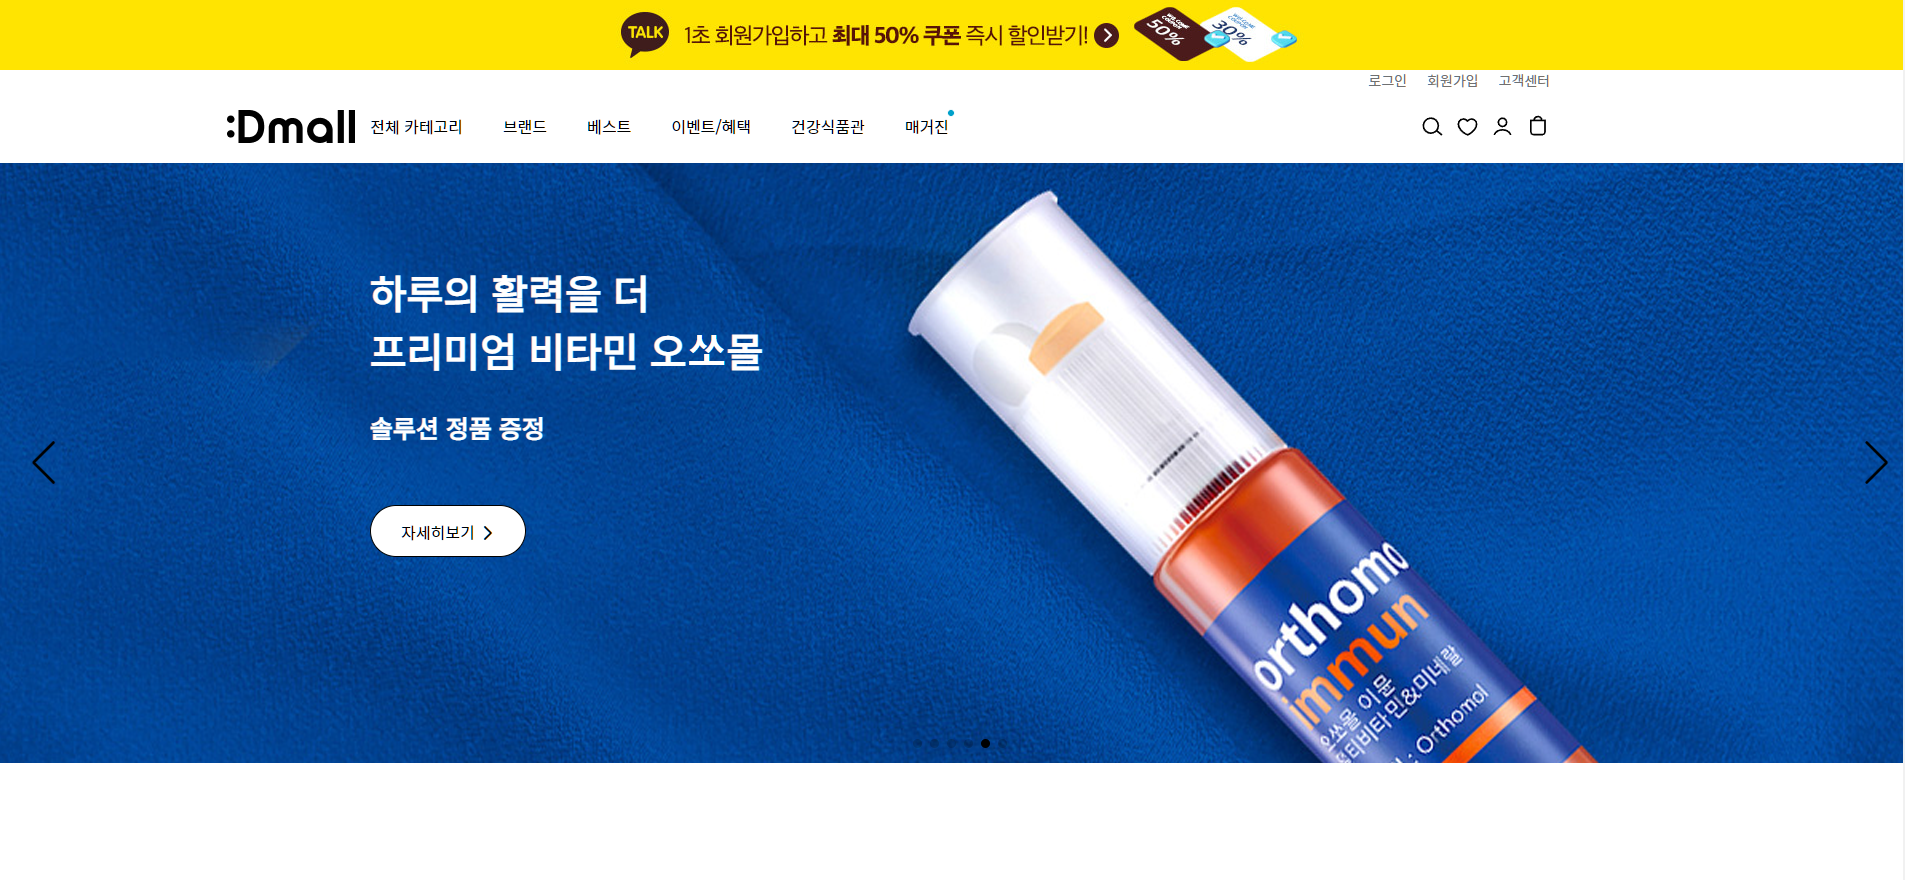 TALK 1초 회원가입하고 최대 50% 쿠폰 즉시 할인받기!
WELCOME COUPON 50%
WELCOME COUPON 30%
로그인 회원가입 고객센터
:Dmall 전체 카테고리 브랜드 베스트 이벤트/혜택 건강식품관 매거진
하루의 활력을 더
프리미엄 비타민 오쏘몰
솔루션 정품 증정
자세히보기
orthomo
immun
오쏘몰 이뮨
멀티비타민&미네랄
: Orthomol